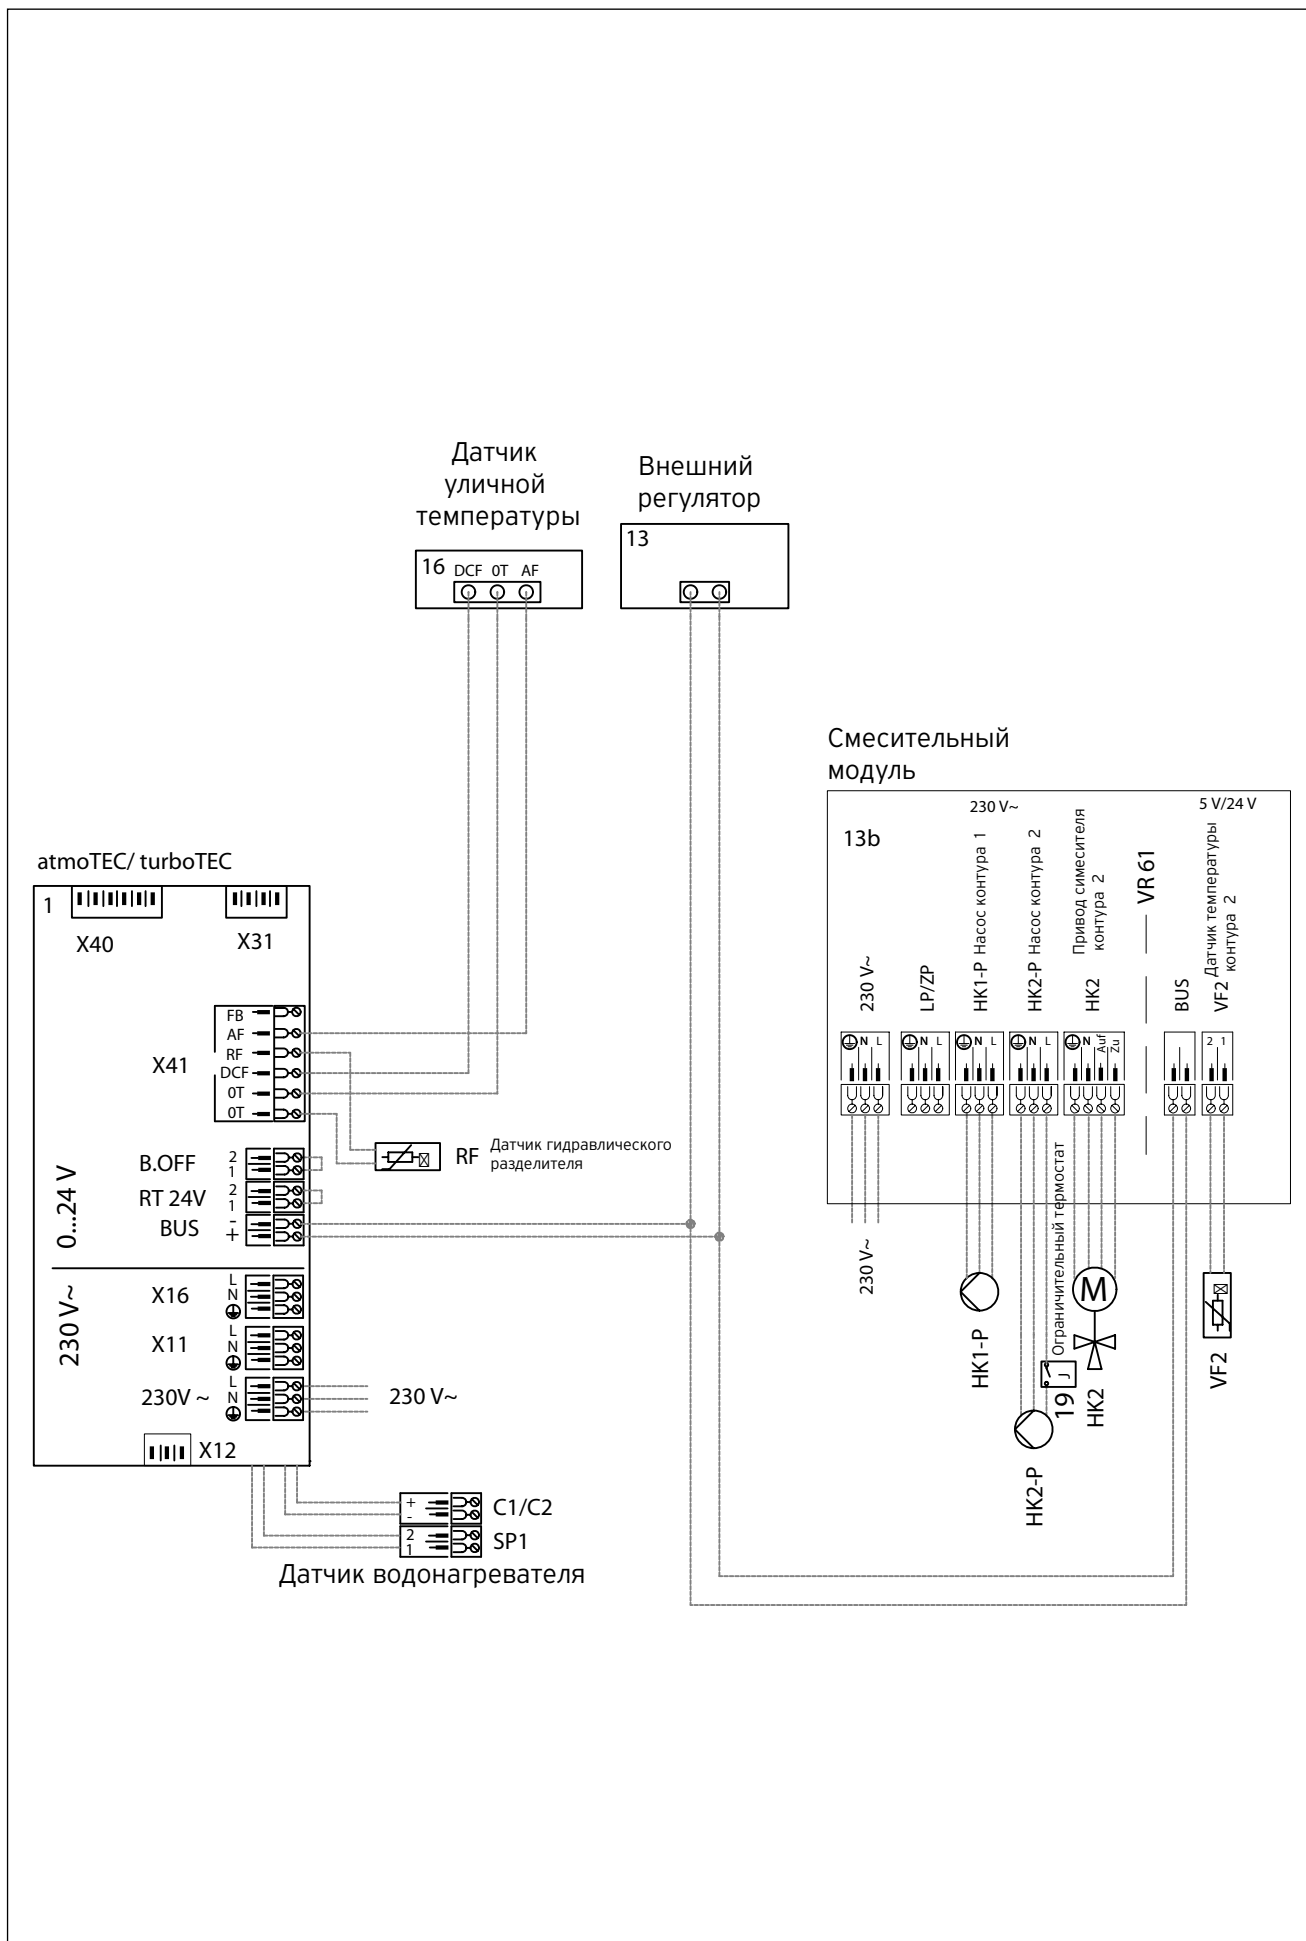 Датчик
уличной
температуры
Внешний
регулятор
16 DCF 0T AF
13
Смесительный
модуль
13b
230 V~
5 V/24 V
230 V~
LP/ZP
HK1-P Насос контура 1
HK2-P Насос контура 2
HK2
Привод симесителя
контура 2
VR 61
BUS
VF2
Датчик температуры
контура 2
N L
N L
N L
N L
N Auf Zu
2 1
230 V~
HK1-P
Ограничительный термостат
19
M
HK2
HK2-P
VF2
atmoTEC/ turboTEC
1
X40
X31
X41
FB
AF
RF
DCF
0T
0T
RF Датчик гидравлического
разделителя
0...24 V
B.OFF 2
1
RT 24V 2
1
BUS -
+
230 V~
X16 L
N
X11 L
N
230V ~ L
N
230 V~
X12
+
-
C1/C2
2
1
SP1
Датчик водонагревателя